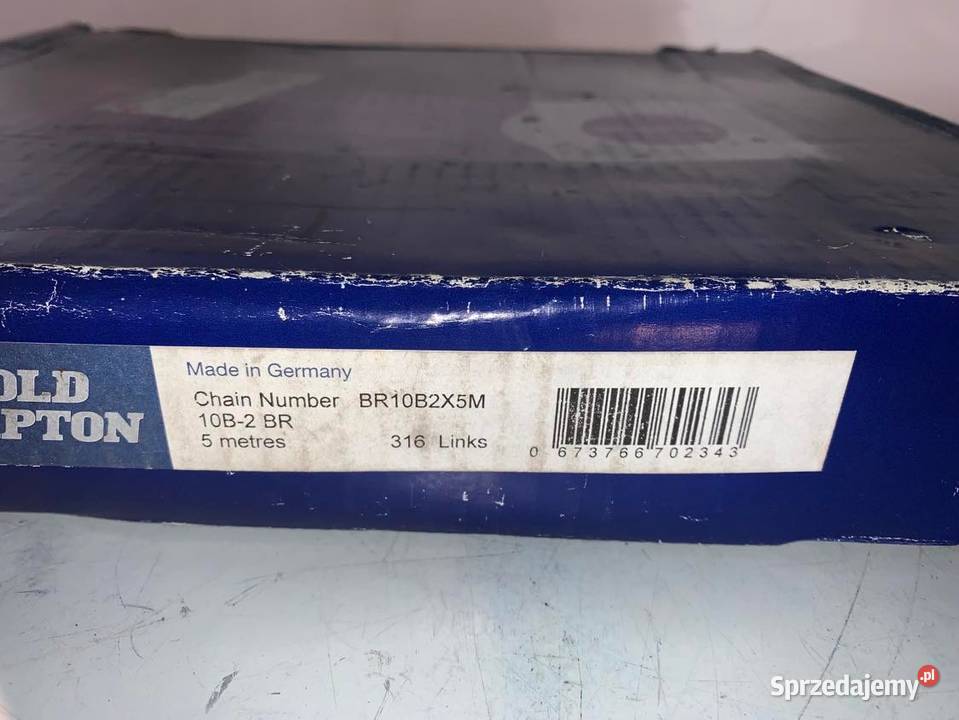 OLD
PTON
Made in Germany
Chain Number BR10B2X5M
10B-2 BR
5 metres 316 Links
0 673766 702343
Sprzedajemy.pl